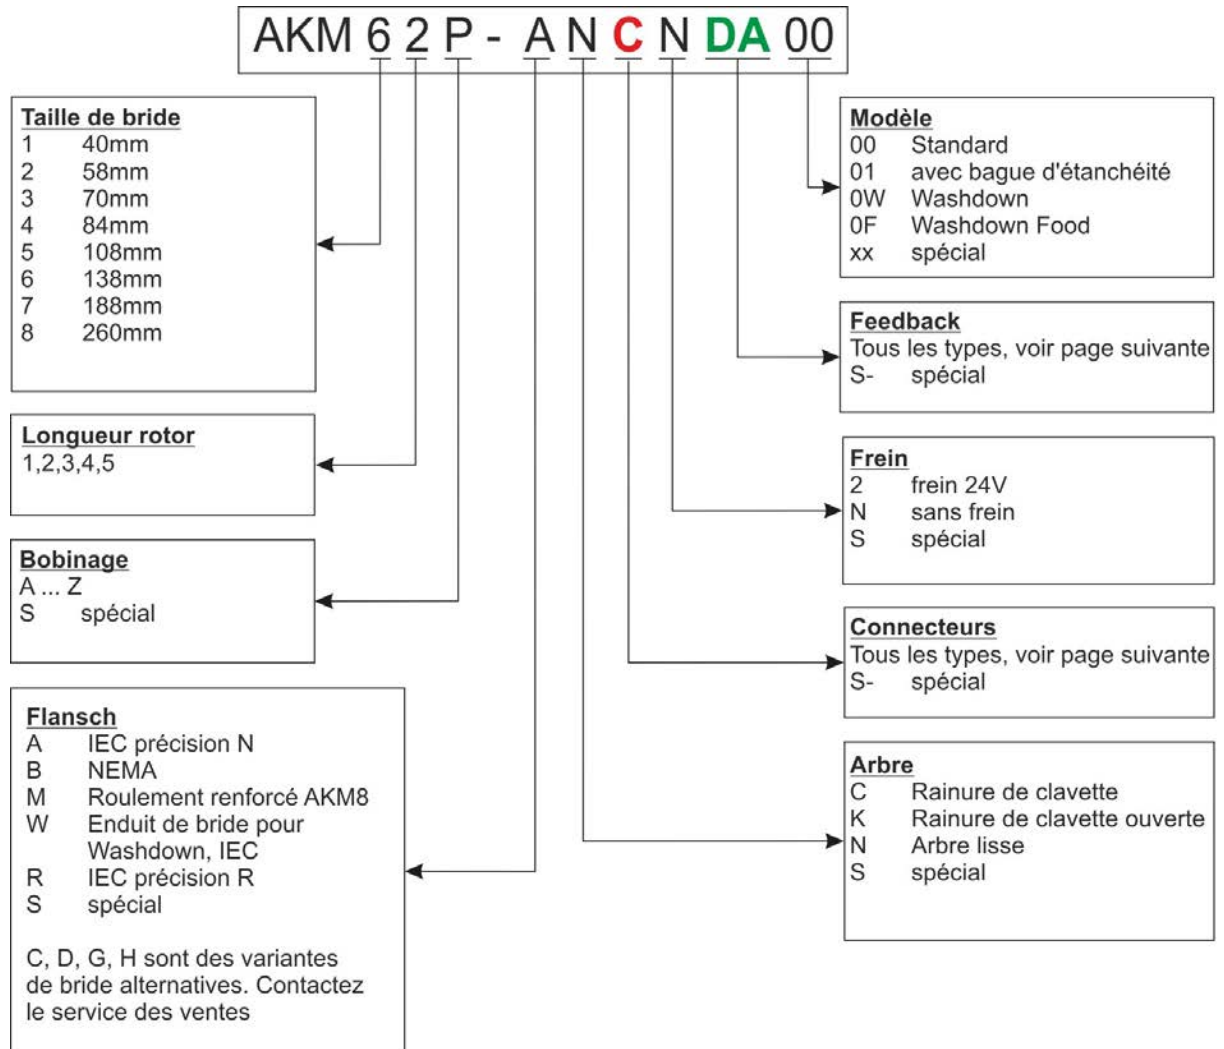 AKM 6 2 P - A N C N DA 00
Taille de bride
1 40mm
2 58mm
3 70mm
4 84mm
5 108mm
6 138mm
7 188mm
8 260mm
Longueur rotor
1,2,3,4,5
Bobinage
A ... Z
S spécial
Flansch
A IEC précision N
B NEMA
M Roulement renforcé AKM8
W Enduit de bride pour
Washdown, IEC
R IEC précision R
S spécial
C, D, G, H sont des variantes
de bride alternatives. Contactez
le service des ventes
Modèle
00 Standard
01 avec bague d'étanchéité
0W Washdown
0F Washdown Food
xx spécial
Feedback
Tous les types, voir page suivante
S- spécial
Frein
2 frein 24V
N sans frein
S spécial
Connecteurs
Tous les types, voir page suivante
S- spécial
Arbre
C Rainure de clavette
K Rainure de clavette ouverte
N Arbre lisse
S spécial